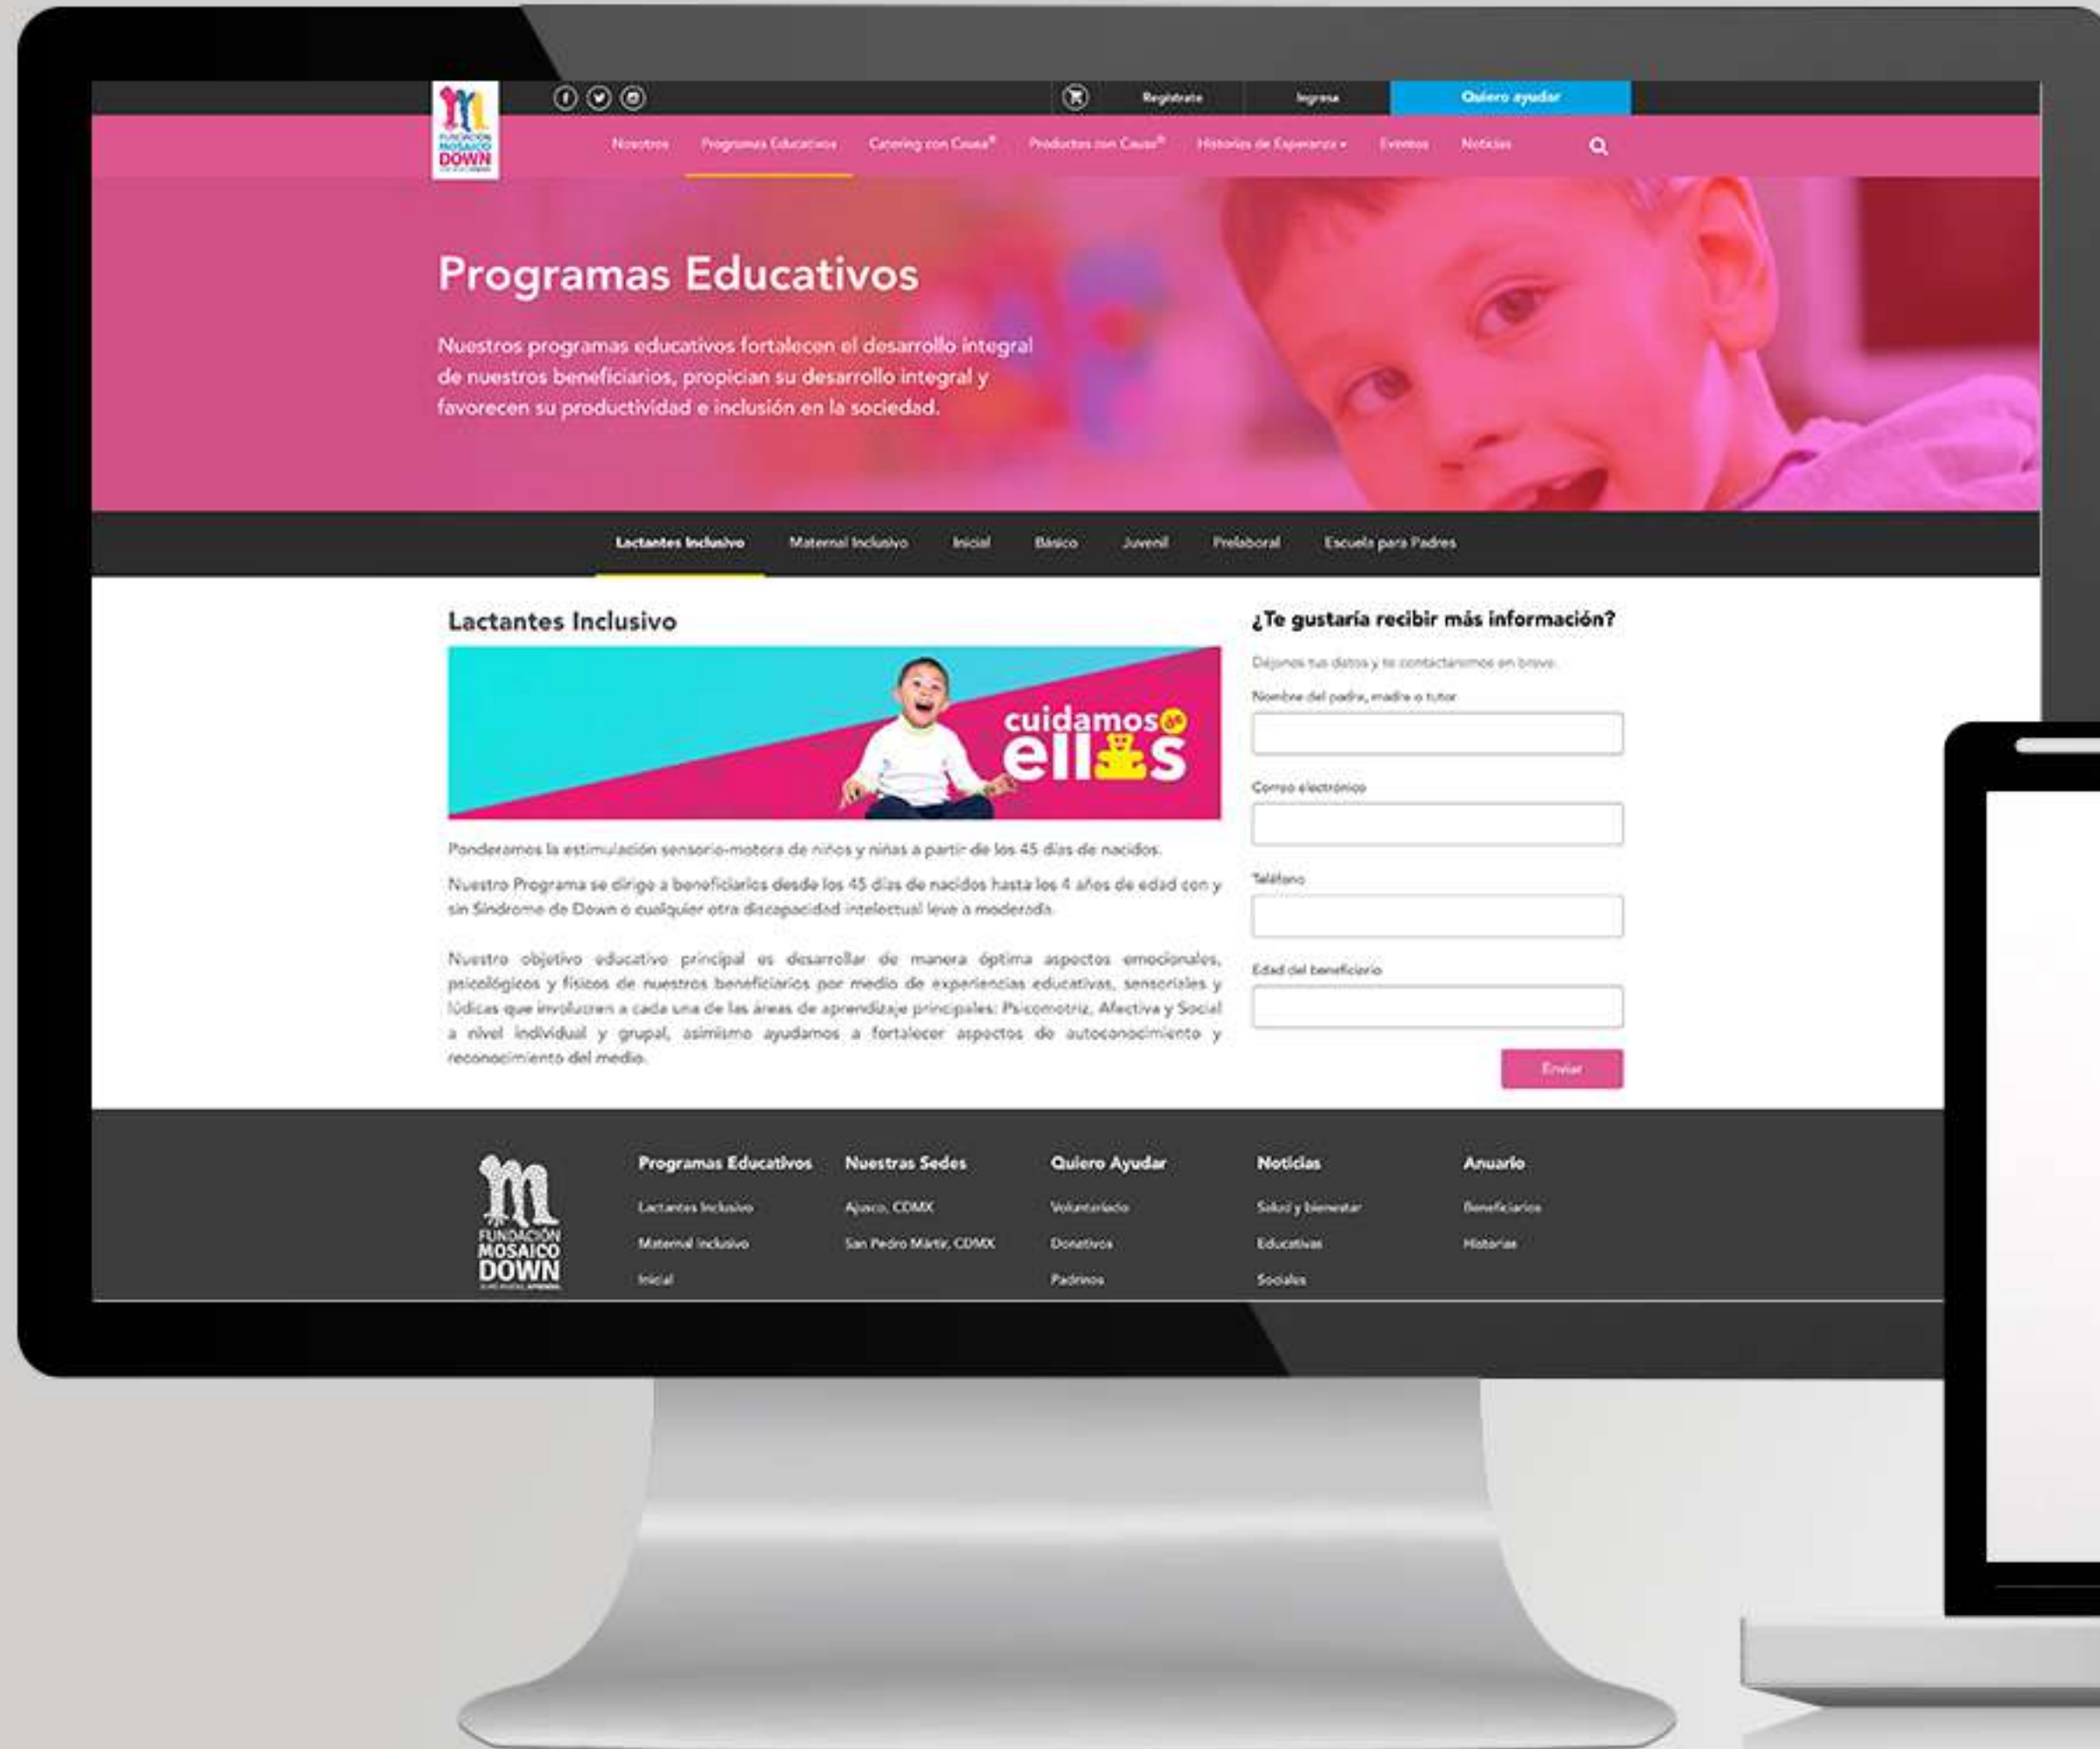 FUNDACIÓN
MOSAICO
DOWN
Regístrate
Ingresa
Quiero ayudar
Nosotros
Programas Educativos
Catering con Causa®
Productos con Causa®
Historias de Esperanza
Eventos
Noticias
Programas Educativos
Nuestros programas educativos fortalecen el desarrollo integral
de nuestros beneficiarios, propician su desarrollo integral y
favorecen su productividad e inclusión en la sociedad.
Lactantes Inclusivo
Maternal Inclusivo
Inicial
Básico
Juvenil
Prelaboral
Escuela para Padres
Lactantes Inclusivo
cuidamos de
ellos
Ponderamos la estimulación sensorio-motora de niños y niñas a partir de los 45 días de nacidos.
Nuestro Programa se dirige a beneficiarios desde los 45 días de nacidos hasta los 4 años de edad con y
sin Síndrome de Down o cualquier otra discapacidad intelectual leve a moderada.
Nuestro objetivo educativo principal es desarrollar de manera óptima aspectos emocionales,
psicológicos y físicos de nuestros beneficiarios por medio de experiencias educativas, sensoriales y
lúdicas que involucren a cada una de las áreas de aprendizaje principales: Psicomotriz, Afectiva y Social
a nivel individual y grupal, asimismo ayudamos a fortalecer aspectos de autoconocimiento y
reconocimiento del medio.
¿Te gustaría recibir más información?
Déjanos tus datos y te contactaremos en breve.
Nombre del padre, madre o tutor
Correo electrónico
Teléfono
Edad del beneficiario
Enviar
FUNDACIÓN
MOSAICO
DOWN
Programas Educativos
Lactantes Inclusivo
Maternal Inclusivo
Inicial
Nuestras Sedes
Ajusco, CDMX
San Pedro Mártir, CDMX
Quiero Ayudar
Voluntariado
Donativos
Padrinos
Noticias
Salud y bienestar
Educativas
Sociales
Anuario
Beneficiarios
Historias